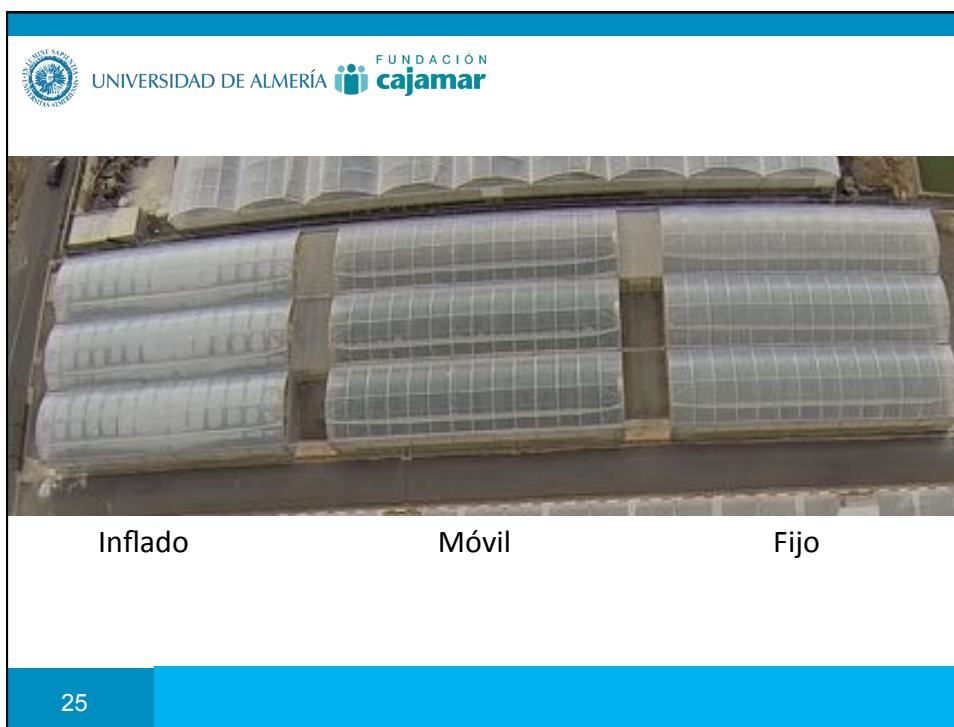 UNIVERSIDAD DE ALMERÍA
FUNDACIÓN
cajamar
Inflado
Móvil
Fijo
25